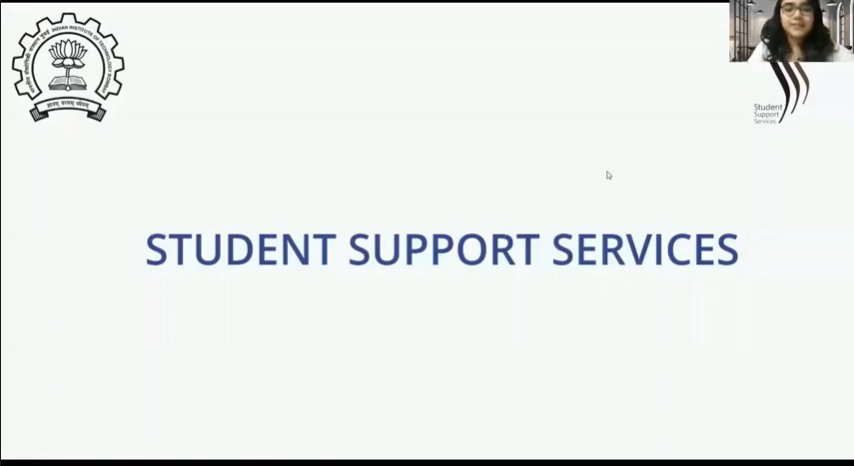 भारतीय प्रौद्योगिकी संस्थान मुंबई INDIAN INSTITUTE OF TECHNOLOGY BOMBAY
ज्ञानम् परमम् ध्येयम्
Student
Support
Services
STUDENT SUPPORT SERVICES